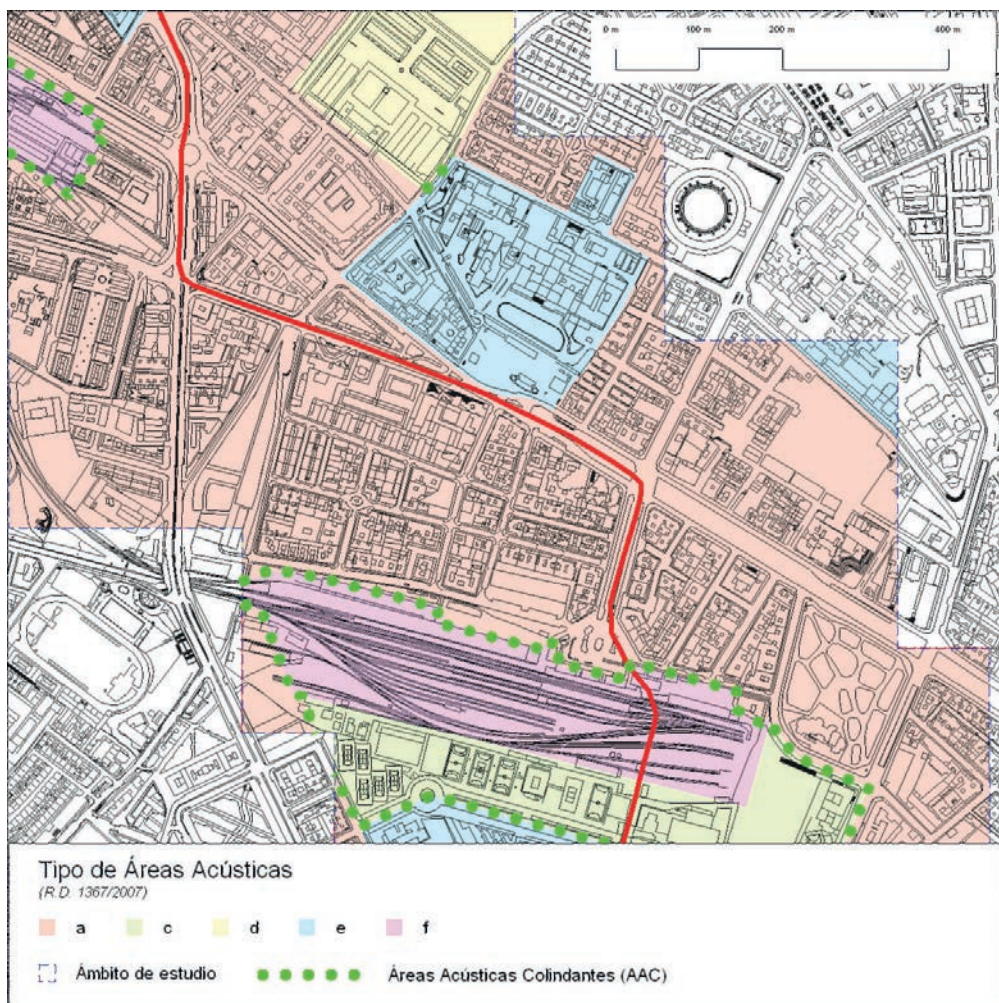 0 m 100 m 200 m 400 m
Tipo de Áreas Acústicas
(R.D. 1367/2007)
a c d e f
Ámbito de estudio Áreas Acústicas Colindantes (AAC)